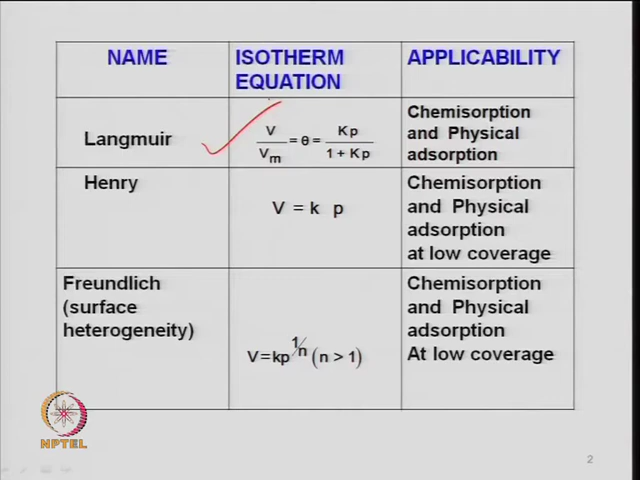 NAME
ISOTHERM
EQUATION
APPLICABILITY
Langmuir
V/Vm = θ = Kp/1 + Kp
Chemisorption
and Physical
adsorption
Henry
V = k p
Chemisorption
and Physical
adsorption
at low coverage
Freundlich
(surface
heterogeneity)
V=kp^1/n (n > 1)
Chemisorption
and Physical
adsorption
At low coverage
NPTEL
2